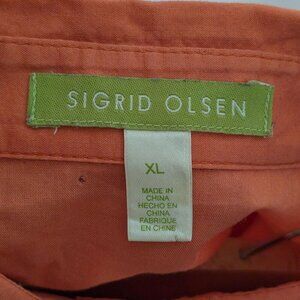 SIGRID OLSEN
XL
MADE IN
CHINA
HECHO EN
CHINA
FABRIQUE
EN CHINE